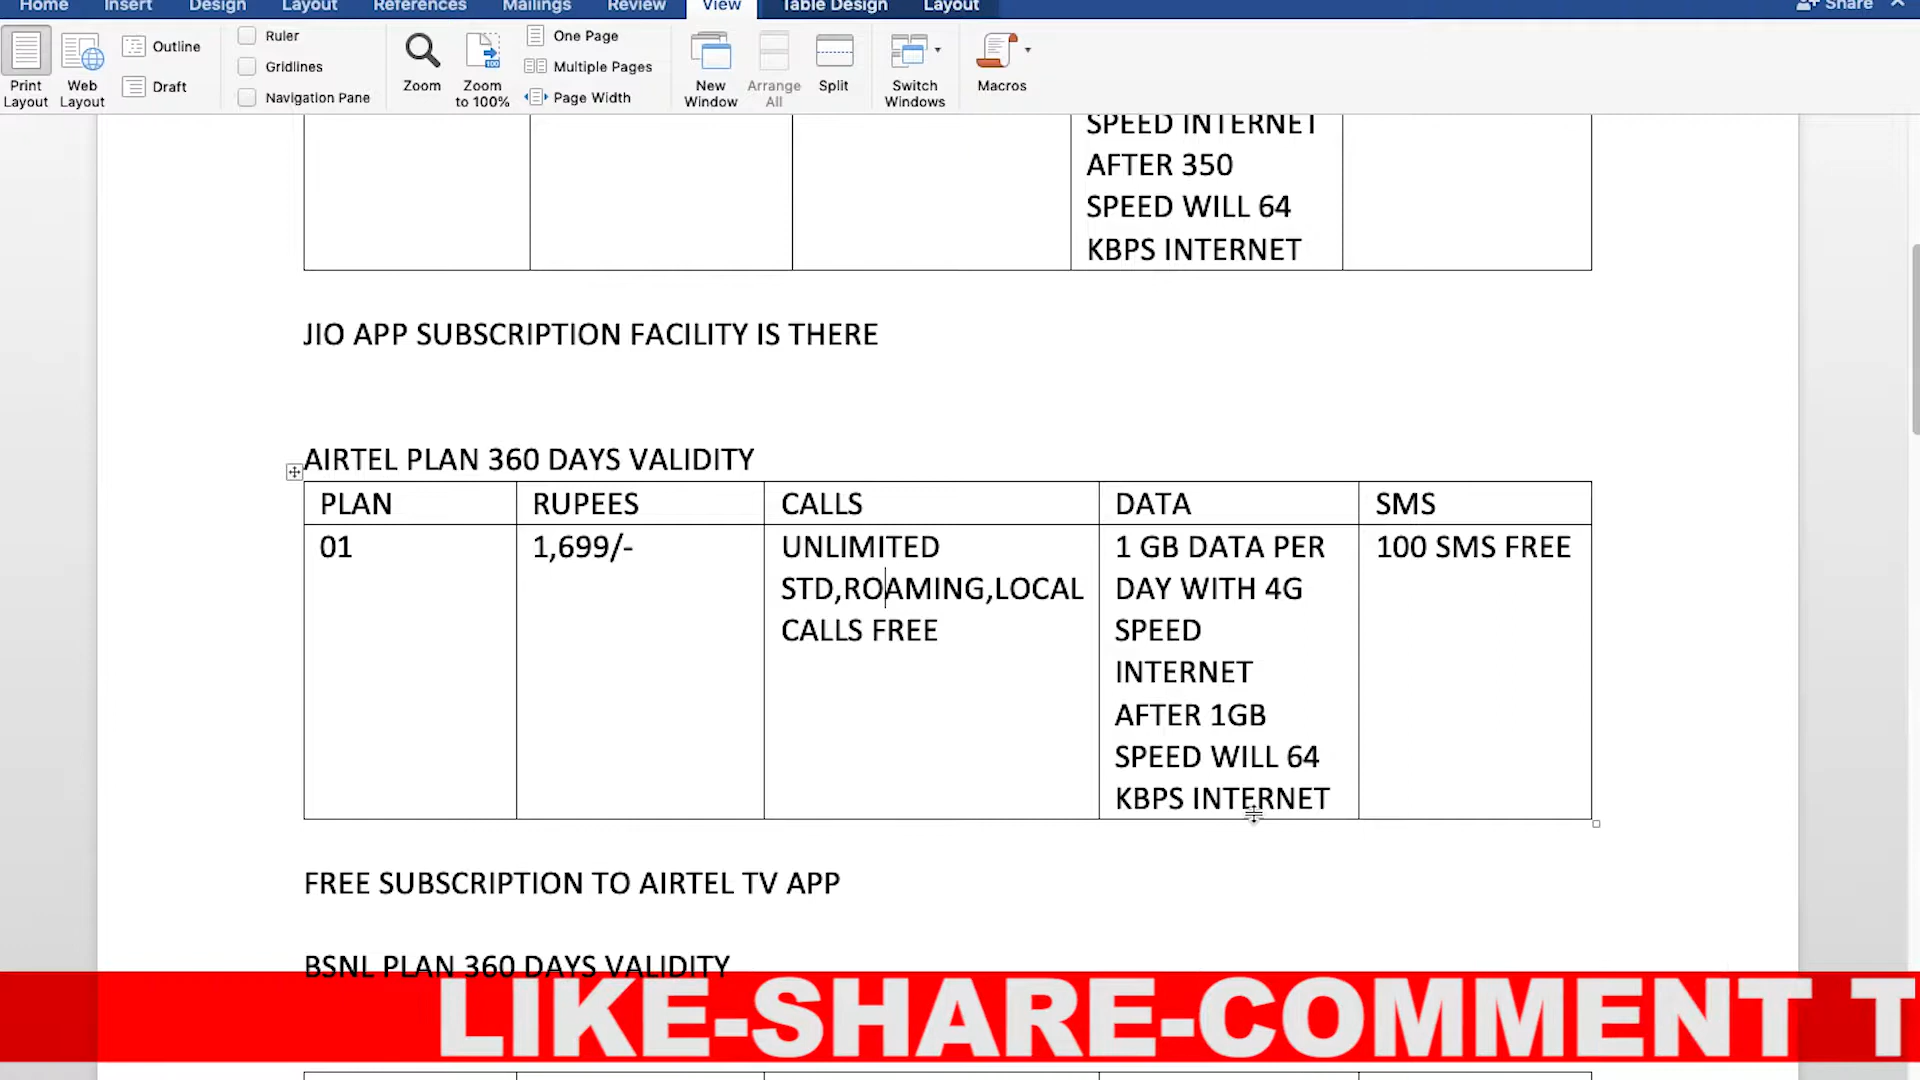 Home Insert Design Layout References Mailings Review View Table Design Layout Share
Print Layout
Web Layout
Outline
Draft
Ruler
Gridlines
Navigation Pane
Zoom
Zoom to 100%
One Page
Multiple Pages
Page Width
New Window
Arrange All
Split
Switch Windows
Macros
SPEED INTERNET
AFTER 350
SPEED WILL 64
KBPS INTERNET
JIO APP SUBSCRIPTION FACILITY IS THERE
AIRTEL PLAN 360 DAYS VALIDITY
PLAN RUPEES CALLS DATA SMS
01 1,699/- UNLIMITED 1 GB DATA PER 100 SMS FREE
STD,ROAMING,LOCAL DAY WITH 4G
CALLS FREE SPEED
INTERNET
AFTER 1GB
SPEED WILL 64
KBPS INTERNET
FREE SUBSCRIPTION TO AIRTEL TV APP
BSNL PLAN 360 DAYS VALIDITY
LIKE-SHARE-COMMENT T